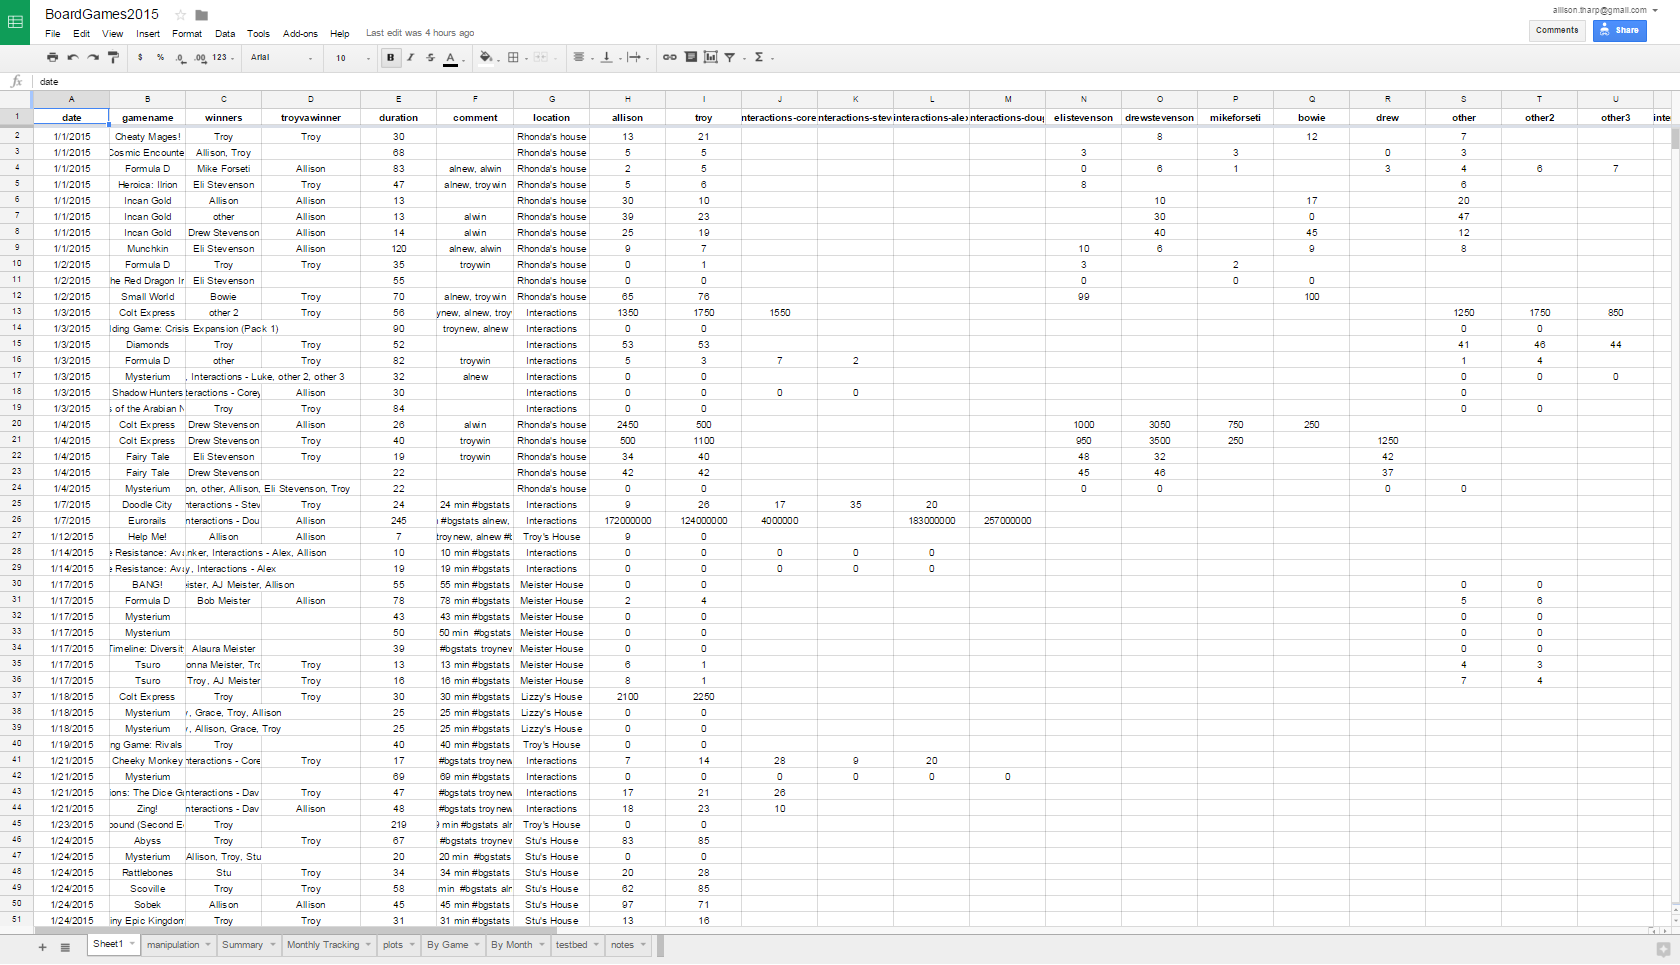 BoardGames2015
allison.tharp@gmail.com
File Edit View Insert Format Data Tools Add-ons Help Last edit was 4 hours ago
Comments Share
$ % .0 .00 123 Arial 10 B I S A Σ
fx date
A B C D E F G H I J K L M N O P Q R S T U
1 date gamename winners troyvawinner duration comment location allison troy nteractions-core nteractions-stev interactions-ale nteractions-doug elistevenson drewstevenson mikeforseti bowie drew other other2 other3 inte
2 1/1/2015 Cheaty Mages! Troy Troy 30 Rhonda's house 13 21 8 12 7
3 1/1/2015 Cosmic Encounte Allison, Troy 68 Rhonda's house 5 5 3 3 0 3
4 1/1/2015 Formula D Mike Forseti Allison 83 alnew, alwin Rhonda's house 2 5 0 6 1 3 4 6 7
5 1/1/2015 Heroica: Ilrion Eli Stevenson Troy 47 alnew, troywin Rhonda's house 5 6 8 6
6 1/1/2015 Incan Gold Allison Allison 13 Rhonda's house 30 10 10 17 20
7 1/1/2015 Incan Gold other Allison 13 alwin Rhonda's house 39 23 30 0 47
8 1/1/2015 Incan Gold Drew Stevenson Allison 14 alwin Rhonda's house 25 19 40 45 12
9 1/1/2015 Munchkin Eli Stevenson Allison 120 alnew, alwin Rhonda's house 9 7 10 6 9 8
10 1/2/2015 Formula D Troy Troy 35 troywin Rhonda's house 0 1 3 2
11 1/2/2015 he Red Dragon Ir Eli Stevenson 55 Rhonda's house 0 0 0 0 0
12 1/2/2015 Small World Bowie Troy 70 alnew, troywin Rhonda's house 65 76 99 100
13 1/3/2015 Colt Express other 2 Troy 56 ynew, alnew, troy Interactions 1350 1750 1550 1250 1750 850
14 1/3/2015 lding Game: Crisis Expansion (Pack 1) 90 troynew, alnew Interactions 0 0 0 0
15 1/3/2015 Diamonds Troy Troy 52 Interactions 53 53 41 46 44
16 1/3/2015 Formula D other Troy 82 troywin Interactions 5 3 7 2 1 4
17 1/3/2015 Mysterium , Interactions - Luke, other 2, other 3 32 alnew Interactions 0 0 0 0 0
18 1/3/2015 Shadow Hunters teractions - Corey Allison 30 Interactions 0 0 0 0 0
19 1/3/2015 s of the Arabian N Troy Troy 84 Interactions 0 0 0 0
20 1/4/2015 Colt Express Drew Stevenson Allison 26 alwin Rhonda's house 2450 500 1000 3050 750 250
21 1/4/2015 Colt Express Drew Stevenson Troy 40 troywin Rhonda's house 500 1100 950 3500 250 1250
22 1/4/2015 Fairy Tale Eli Stevenson Troy 19 troywin Rhonda's house 34 40 48 32 42
23 1/4/2015 Fairy Tale Drew Stevenson 22 Rhonda's house 42 42 45 46 37
24 1/4/2015 Mysterium on, other, Allison, Eli Stevenson, Troy 22 Rhonda's house 0 0 0 0 0 0
25 1/7/2015 Doodle City nteractions - Stev Troy 24 24 min #bgstats Interactions 9 26 17 35 20
26 1/7/2015 Eurorails nteractions - Dou Allison 245 #bgstats alnew, Interactions 172000000 124000000 4000000 183000000 257000000
27 1/12/2015 Help Me! Allison Allison 7 troynew, alnew #b Troy's House 9 0
28 1/14/2015 e Resistance: Av nker, Interactions - Alex, Allison 10 10 min #bgstats Interactions 0 0 0 0 0
29 1/14/2015 e Resistance: Av y, Interactions - Alex 19 19 min #bgstats Interactions 0 0 0 0 0
30 1/17/2015 BANG! eister, AJ Meister, Allison 55 55 min #bgstats Meister House 0 0 0 0
31 1/17/2015 Formula D Bob Meister Allison 78 78 min #bgstats Meister House 2 4 5 6
32 1/17/2015 Mysterium 43 43 min #bgstats Meister House 0 0 0 0
33 1/17/2015 Mysterium 50 50 min #bgstats Meister House 0 0 0 0
34 1/17/2015 Timeline: Diversit Alaura Meister 39 #bgstats troynew Meister House 0 0 0 0
35 1/17/2015 Tsuro onna Meister, Tro Troy 13 13 min #bgstats Meister House 6 1 4 3
36 1/17/2015 Tsuro Troy, AJ Meister Troy 16 16 min #bgstats Meister House 8 1 7 4
37 1/18/2015 Colt Express Troy Troy 30 30 min #bgstats Lizzy's House 2100 2250
38 1/18/2015 Mysterium y, Grace, Troy, Allison 25 25 min #bgstats Lizzy's House 0 0
39 1/18/2015 Mysterium y, Allison, Grace, Troy 25 25 min #bgstats Lizzy's House 0 0
40 1/19/2015 ng Game: Rivals Troy 40 40 min #bgstats Troy's House 0 0
41 1/21/2015 Cheeky Monkey nteractions - Core Troy 17 #bgstats troynew Interactions 7 14 28 9 20
42 1/21/2015 Mysterium 69 69 min #bgstats Interactions 0 0 0 0 0 0
43 1/21/2015 ions: The Dice G nteractions - Dav Troy 47 #bgstats troynew Interactions 17 21 26
44 1/21/2015 Zing! nteractions - Dav Allison 48 #bgstats troynew Interactions 18 23 10
45 1/23/2015 ound (Second E Troy 219 9 min #bgstats alr Troy's House 0 0
46 1/24/2015 Abyss Troy Troy 67 #bgstats troynew Stu's House 83 85
47 1/24/2015 Mysterium Allison, Troy, Stu 20 20 min #bgstats Stu's House 0 0
48 1/24/2015 Rattlebones Stu Troy 34 34 min #bgstats Stu's House 20 28
49 1/24/2015 Scoville Troy Troy 58 min #bgstats alr Stu's House 62 85
50 1/24/2015 Sobek Allison Allison 45 45 min #bgstats Stu's House 97 71
51 1/24/2015 iny Epic Kingdom Troy Troy 31 31 min #bgstats Stu's House 13 16
+ Sheet1 manipulation Summary Monthly Tracking plots By Game By Month testbed notes